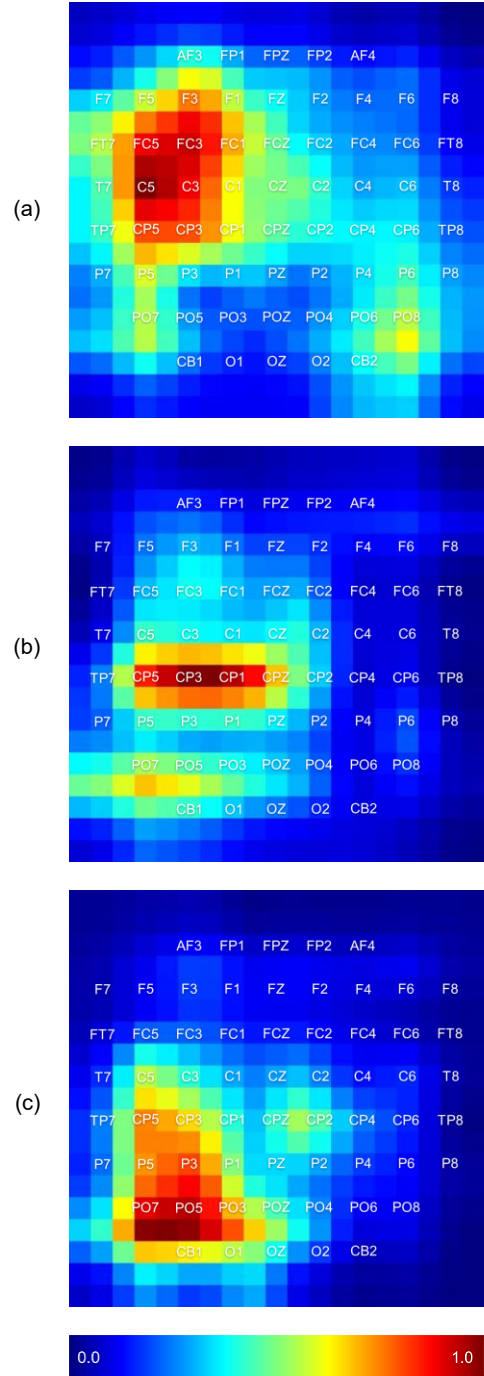 AF3 FP1 FPZ FP2 AF4
F7 F5 F3 F1 FZ F2 F4 F6 F8
FT7 FC5 FC3 FC1 FCZ FC2 FC4 FC6 FT8
(a) T7 C5 C3 C1 CZ C2 C4 C6 T8
TP7 CP5 CP3 CP1 CPZ CP2 CP4 CP6 TP8
P7 P5 P3 P1 PZ P2 P4 P6 P8
PO7 PO5 PO3 POZ PO4 PO6 PO8
CB1 O1 OZ O2 CB2
AF3 FP1 FPZ FP2 AF4
F7 F5 F3 F1 FZ F2 F4 F6 F8
FT7 FC5 FC3 FC1 FCZ FC2 FC4 FC6 FT8
(b) T7 C5 C3 C1 CZ C2 C4 C6 T8
TP7 CP5 CP3 CP1 CPZ CP2 CP4 CP6 TP8
P7 P5 P3 P1 PZ P2 P4 P6 P8
PO7 PO5 PO3 POZ PO4 PO6 PO8
CB1 O1 OZ O2 CB2
AF3 FP1 FPZ FP2 AF4
F7 F5 F3 F1 FZ F2 F4 F6 F8
FT7 FC5 FC3 FC1 FCZ FC2 FC4 FC6 FT8
T7 C5 C3 C1 CZ C2 C4 C6 T8
(c) TP7 CP5 CP3 CP1 CPZ CP2 CP4 CP6 TP8
P7 P5 P3 P1 PZ P2 P4 P6 P8
PO7 PO5 PO3 POZ PO4 PO6 PO8
CB1 O1 OZ O2 CB2
0.0 1.0